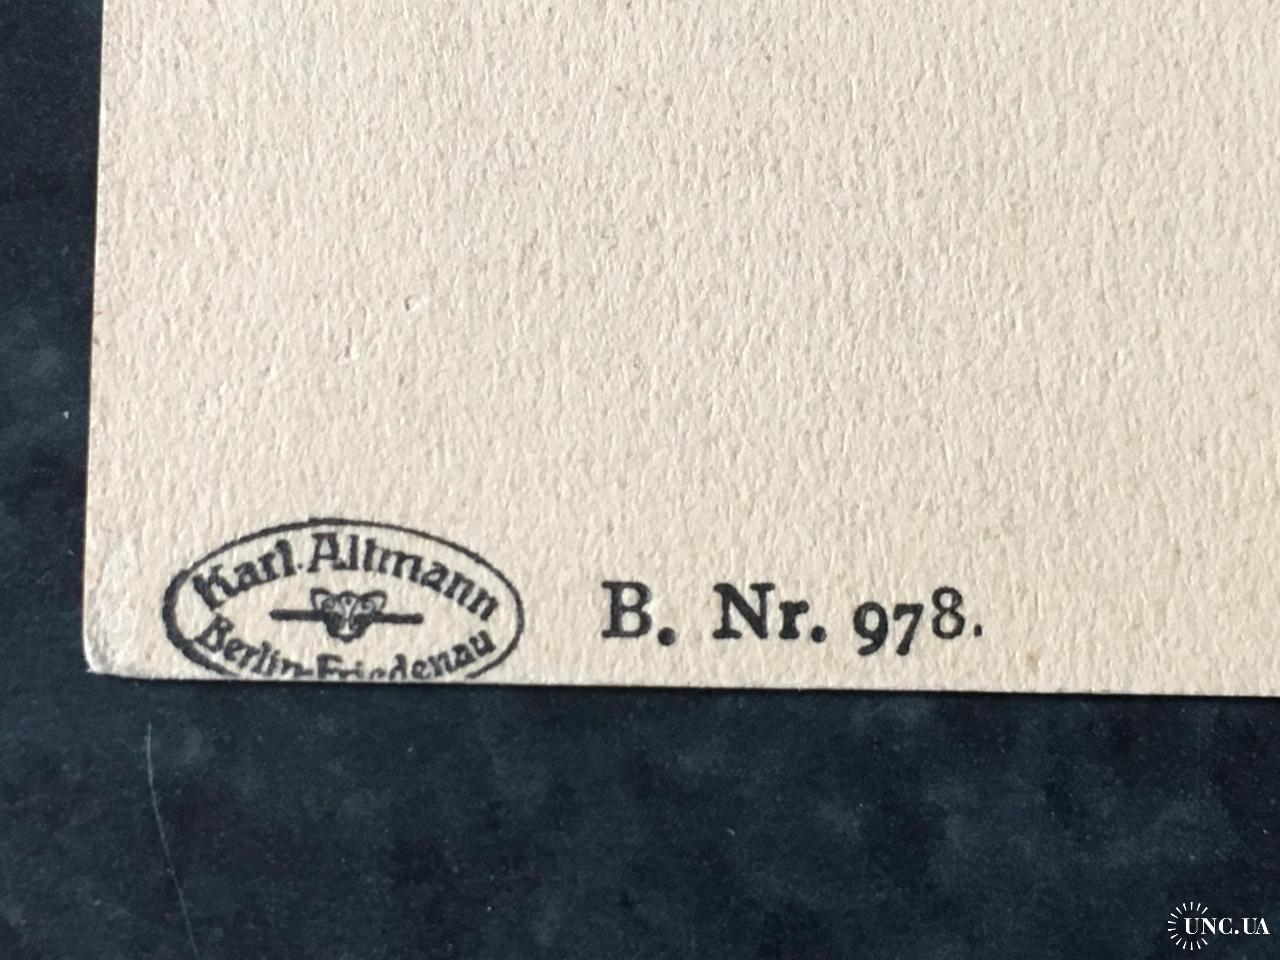 Karl Altmann
Berlin-Friedenau
B. Nr. 978.
UNC.UA